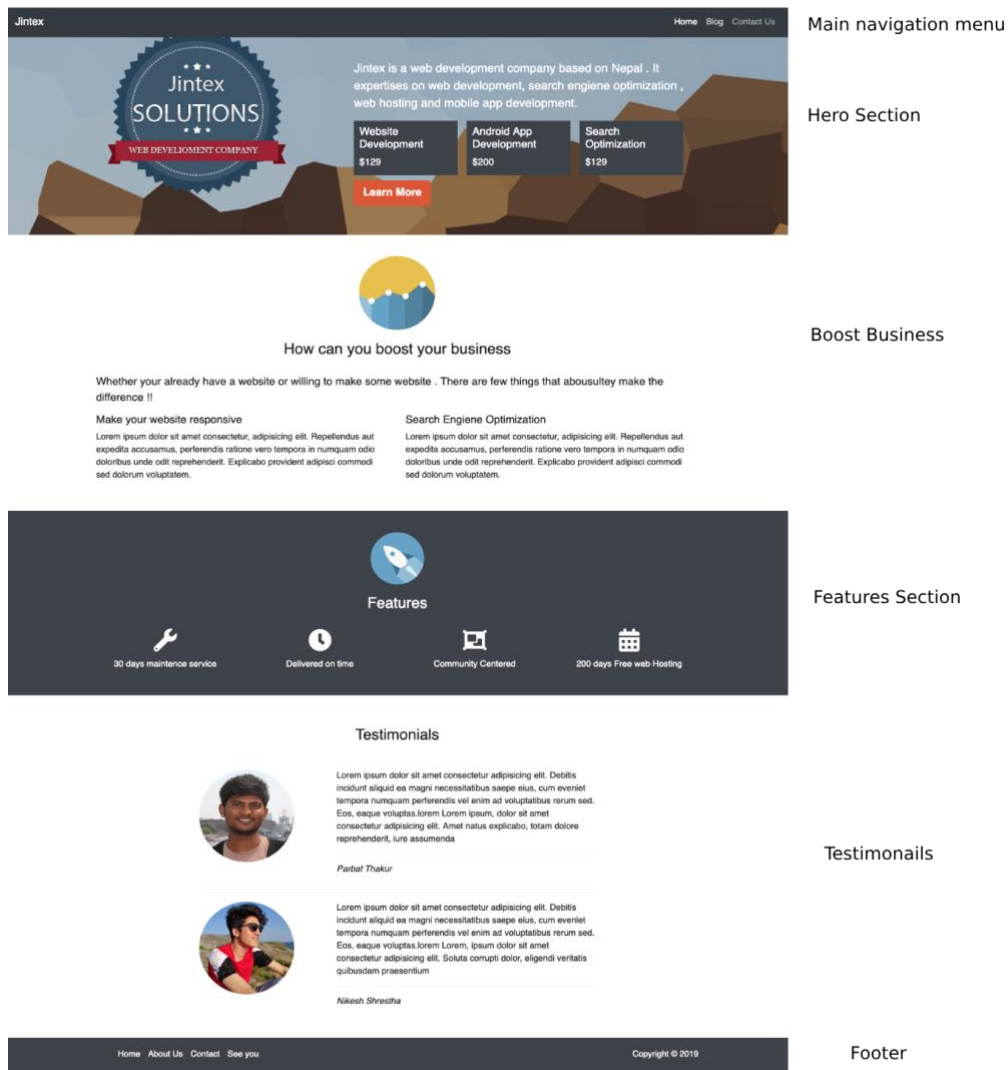 Jintex
Home Blog Contact Us
Main navigation menu
Jintex
SOLUTIONS
WEB DEVELIOMENT COMPANY
Jintex is a web development company based on Nepal . It
expertises on web development, search engiene optimization ,
web hosting and mobile app development.
Hero Section
Website
Development
$129
Android App
Development
$200
Search
Optimization
$129
Learn More
Boost Business
How can you boost your business
Whether your already have a website or willing to make some website . There are few things that abousultey make the
difference !!
Make your website responsive
Lorem ipsum dolor sit amet consectetur, adipisicing elit. Repellendus aut
expedita accusamus, perferendis ratione vero tempora in numquam odio
doloribus unde odit reprehenderit. Explicabo provident adipisci commodi
sed dolorum voluptatem.
Search Engiene Optimization
Lorem ipsum dolor sit amet consectetur, adipisicing elit. Repellendus aut
expedita accusamus, perferendis ratione vero tempora in numquam odio
doloribus unde odit reprehenderit. Explicabo provident adipisci commodi
sed dolorum voluptatem.
Features
Features Section
30 days maintence service
Delivered on time
Community Centered
200 days Free web Hosting
Testimonials
Lorem ipsum dolor sit amet consectetur adipisicing elit. Debitis
incidunt aliquid ea magni necessitatibus saepe eius, cum eveniet
tempora numquam perferendis vel enim ad voluptatibus rerum sed.
Eos, eaque voluptas.lorem Lorem ipsum, dolor sit amet
consectetur adipisicing elit. Amet natus explicabo, totam dolore
reprehenderit, iure assumenda
Parbat Thakur
Testimonails
Lorem ipsum dolor sit amet consectetur adipisicing elit. Debitis
incidunt aliquid ea magni necessitatibus saepe eius, cum eveniet
tempora numquam perferendis vel enim ad voluptatibus rerum sed.
Eos, eaque voluptas.lorem Lorem, ipsum dolor sit amet
consectetur adipisicing elit. Soluta corrupti dolor, eligendi veritatis
quibusdam praesentium
Nikesh Shrestha
Home About Us Contact See you
Copyright © 2019
Footer